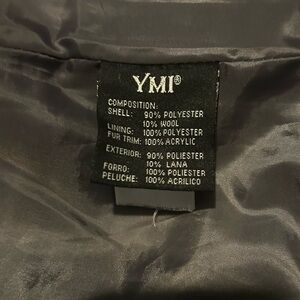 YMI®
COMPOSITION:
SHELL: 90% POLYESTER
10% WOOL
LINING: 100% POLYESTER
FUR TRIM: 100% ACRYLIC
EXTERIOR: 90% POLIESTER
10% LANA
FORRO: 100% POLIESTER
PELUCHE: 100% ACRILICO